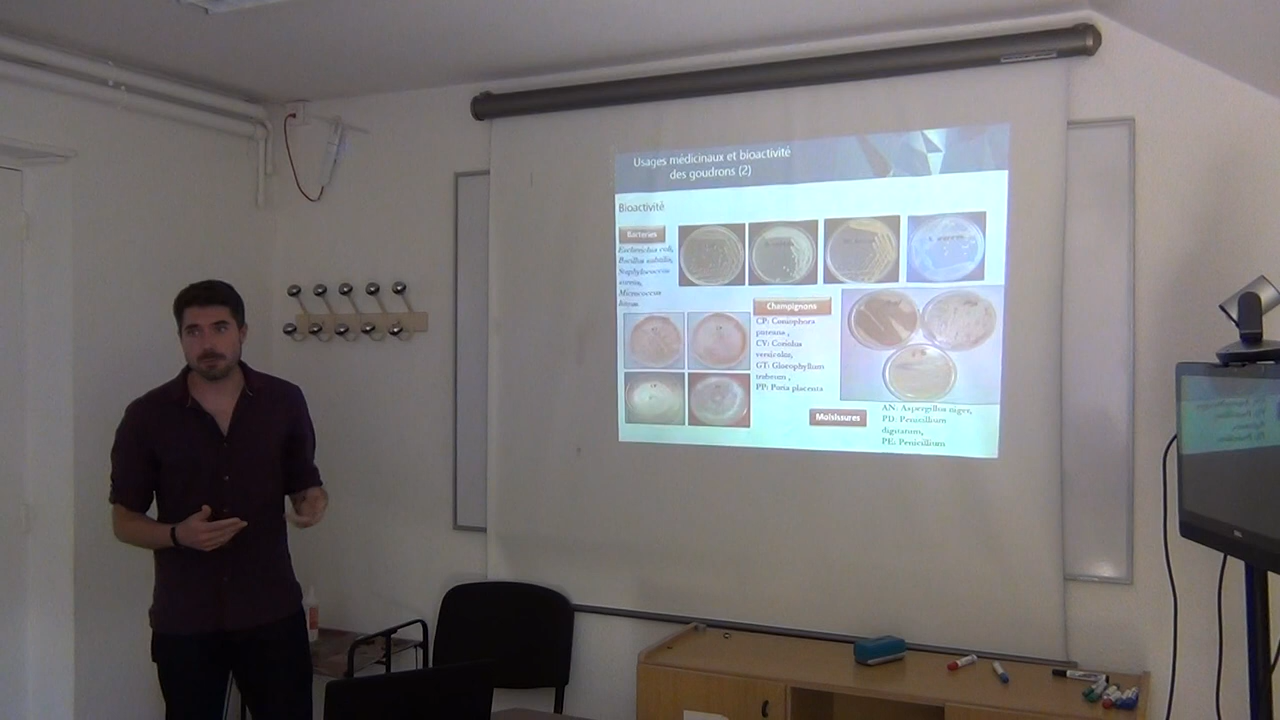 Usages médicinaux et bioactivité
des goudrons (2)
Bioactivité
Bacteries
Escherichia coli,
Bacillus subtilis,
Staphylococcus
aureus,
Micrococcus
luteus.
Champignons
CP: Coniophora
puteana ,
CV: Coriolus
versicolor,
GT: Gloeophyllum
trabeum ,
PP: Poria placenta
Moisissures
AN: Aspergillus niger,
PD: Penicillium
digitatum,
PE: Penicillium